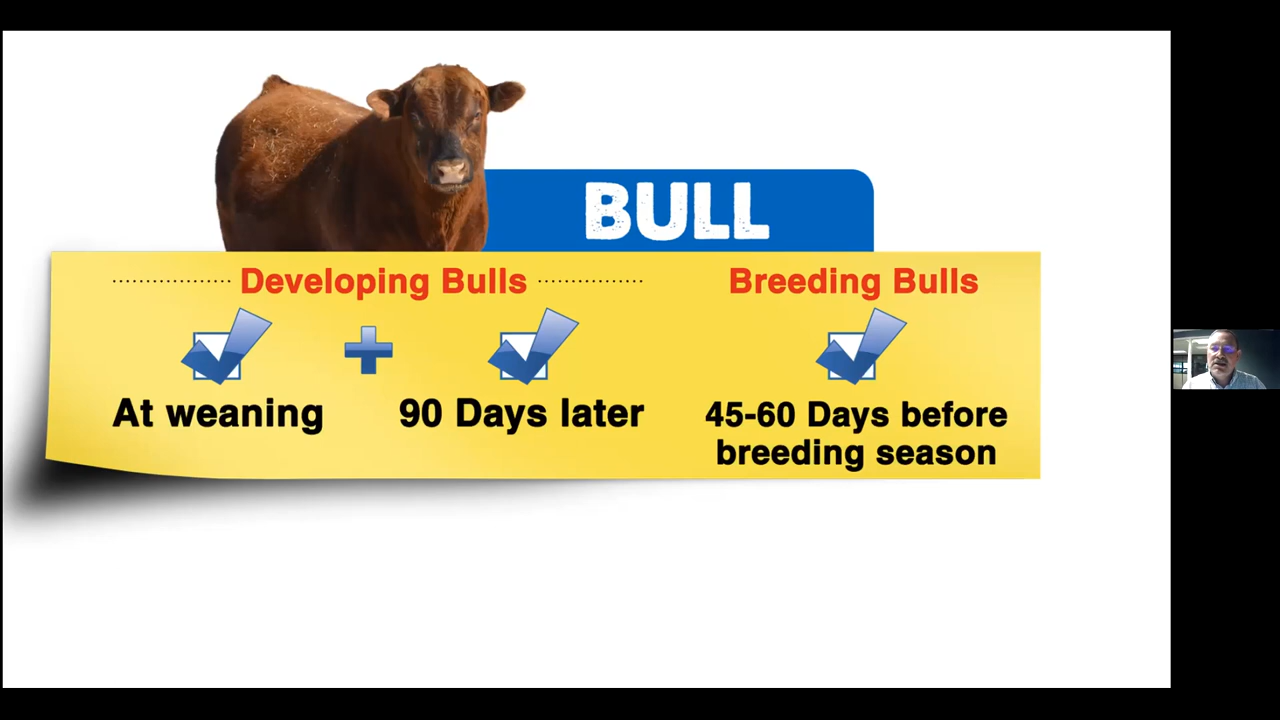 BULL
Developing Bulls
Breeding Bulls
At weaning
90 Days later
45-60 Days before
breeding season